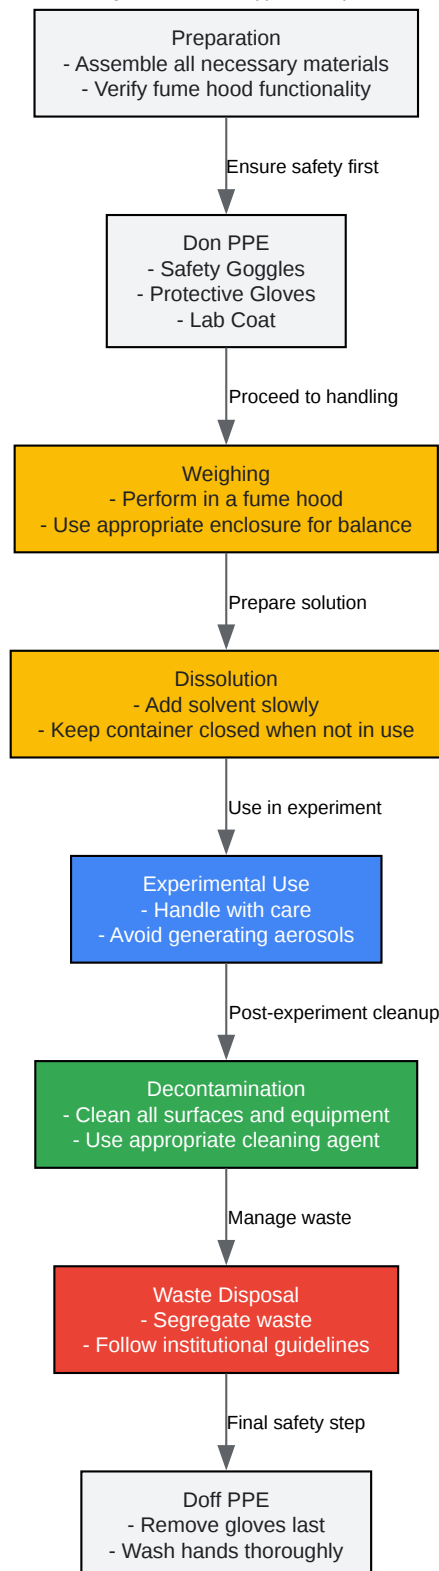 Preparation
- Assemble all necessary materials
- Verify fume hood functionality
Ensure safety first
Don PPE
- Safety Goggles
- Protective Gloves
- Lab Coat
Proceed to handling
Weighing
- Perform in a fume hood
- Use appropriate enclosure for balance
Prepare solution
Dissolution
- Add solvent slowly
- Keep container closed when not in use
Use in experiment
Experimental Use
- Handle with care
- Avoid generating aerosols
Post-experiment cleanup
Decontamination
- Clean all surfaces and equipment
- Use appropriate cleaning agent
Manage waste
Waste Disposal
- Segregate waste
- Follow institutional guidelines
Final safety step
Doff PPE
- Remove gloves last
- Wash hands thoroughly